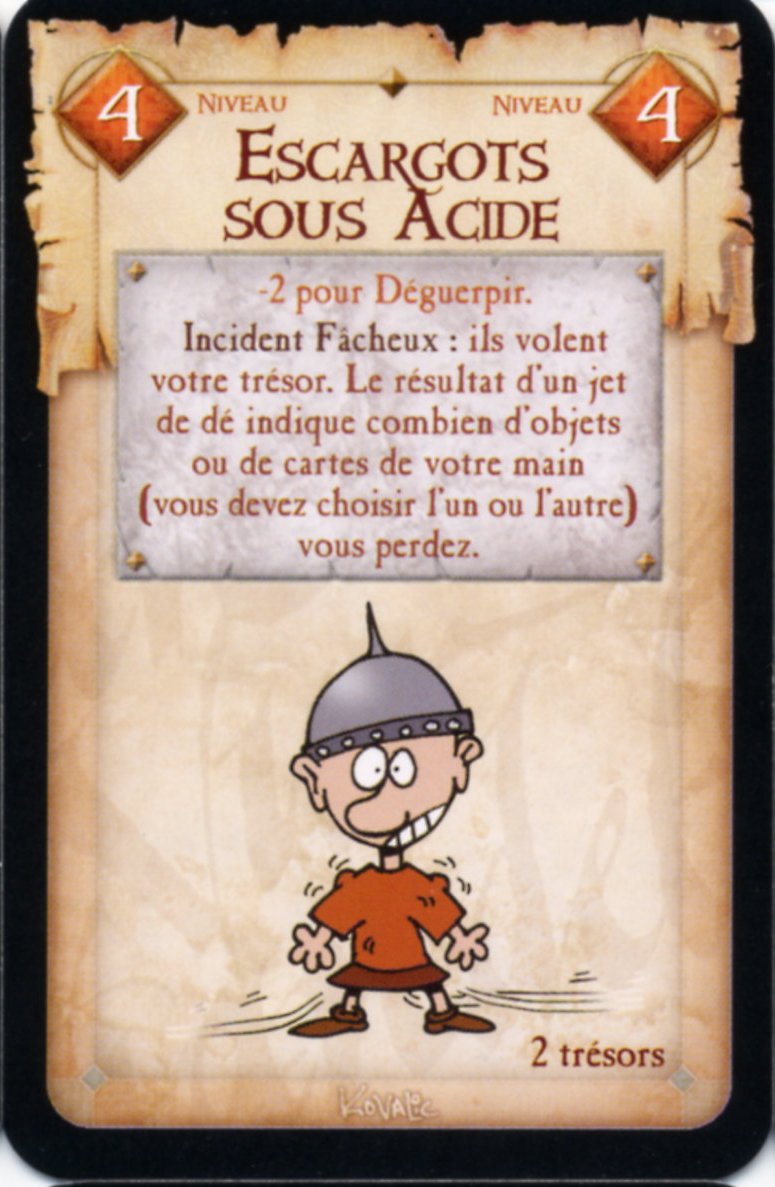 4 NIVEAU NIVEAU 4
ESCARGOTS
SOUS ACIDE
-2 pour Déguerpir.
Incident Fâcheux : ils volent
votre trésor. Le résultat d'un jet
de dé indique combien d'objets
ou de cartes de votre main
(vous devez choisir l'un ou l'autre)
vous perdez.
2 trésors
KOVALIC